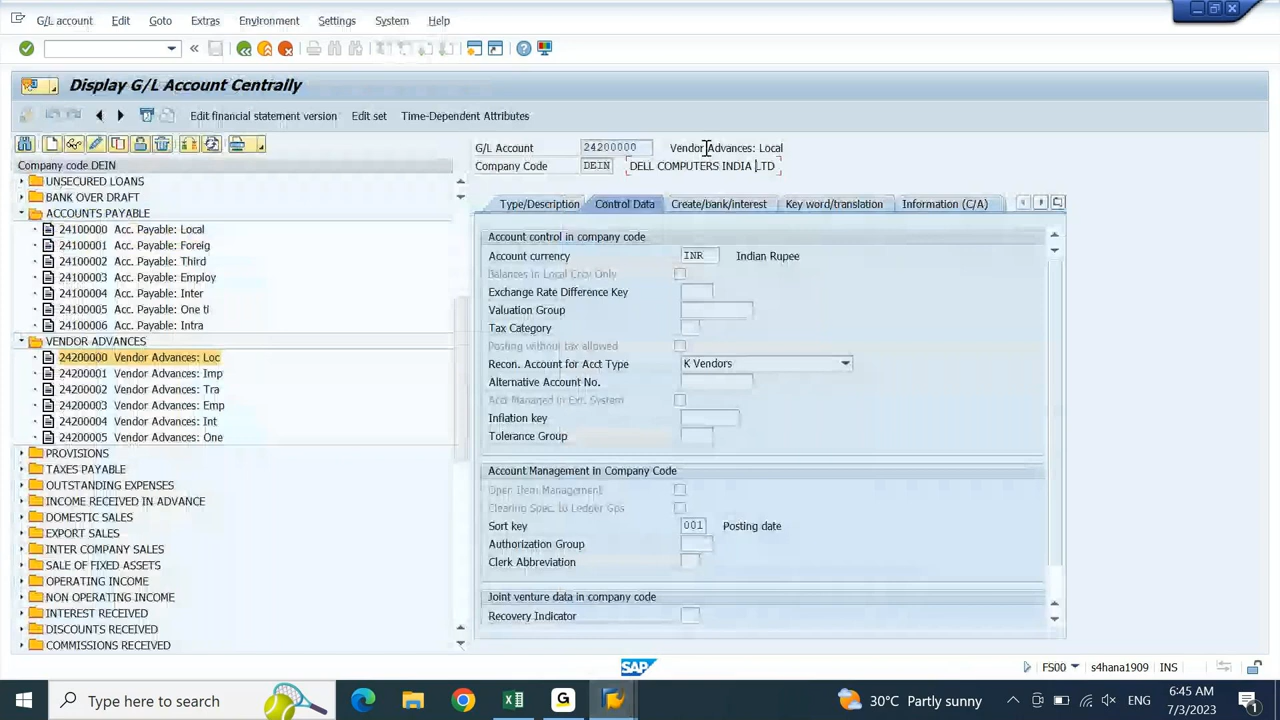 G/L account Edit Goto Extras Environment Settings System Help
Display G/L Account Centrally
Edit financial statement version Edit set Time-Dependent Attributes
Company code DEIN
UNSECURED LOANS
BANK OVER DRAFT
ACCOUNTS PAYABLE
24100000 Acc. Payable: Local
24100001 Acc. Payable: Foreig
24100002 Acc. Payable: Third
24100003 Acc. Payable: Employ
24100004 Acc. Payable: Inter
24100005 Acc. Payable: One ti
24100006 Acc. Payable: Intra
VENDOR ADVANCES
24200000 Vendor Advances: Loc
24200001 Vendor Advances: Imp
24200002 Vendor Advances: Tra
24200003 Vendor Advances: Emp
24200004 Vendor Advances: Int
24200005 Vendor Advances: One
PROVISIONS
TAXES PAYABLE
OUTSTANDING EXPENSES
INCOME RECEIVED IN ADVANCE
DOMESTIC SALES
EXPORT SALES
INTER COMPANY SALES
SALE OF FIXED ASSETS
OPERATING INCOME
NON OPERATING INCOME
INTEREST RECEIVED
DISCOUNTS RECEIVED
COMMISSIONS RECEIVED
G/L Account 24200000 Vendor Advances: Local
Company Code DEIN DELL COMPUTERS INDIA LTD
Type/Description Control Data Create/bank/interest Key word/translation Information (C/A)
Account control in company code
Account currency INR Indian Rupee
Balances in Local Crcy Only
Exchange Rate Difference Key
Valuation Group
Tax Category
Posting without tax allowed
Recon. Account for Acct Type K Vendors
Alternative Account No.
Acct Managed in Ext. System
Inflation key
Tolerance Group
Account Management in Company Code
Open Item Management
Clearing Spec. to Ledger Gps
Sort key 001 Posting date
Authorization Group
Clerk Abbreviation
Joint venture data in company code
Recovery Indicator
SAP FS00 s4hana1909 INS
Type here to search G 30°C Partly sunny ENG 6:45 AM
7/3/2023 1